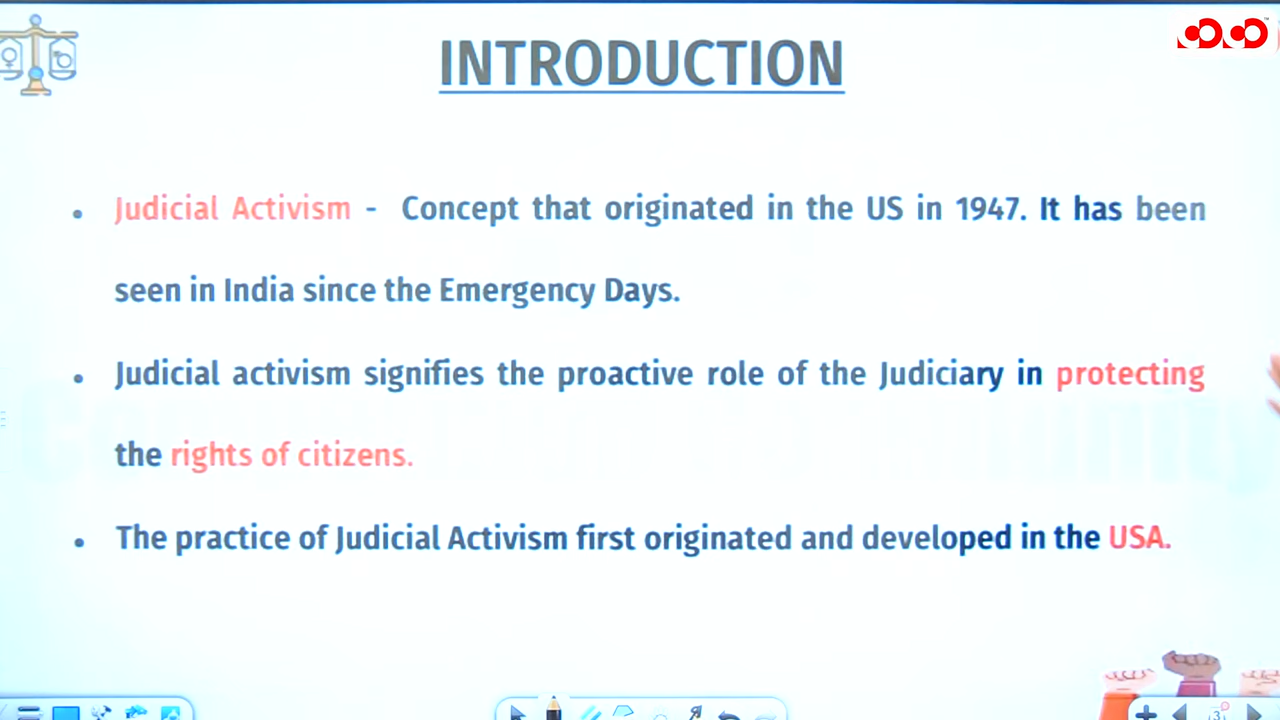 INTRODUCTION
• Judicial Activism - Concept that originated in the US in 1947. It has been
seen in India since the Emergency Days.
• Judicial activism signifies the proactive role of the Judiciary in protecting
the rights of citizens.
• The practice of Judicial Activism first originated and developed in the USA.
3